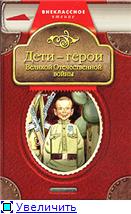 ВНЕКЛАССНОЕ
чтение
Дети – герои
Великой Отечественной
войны
Увеличить